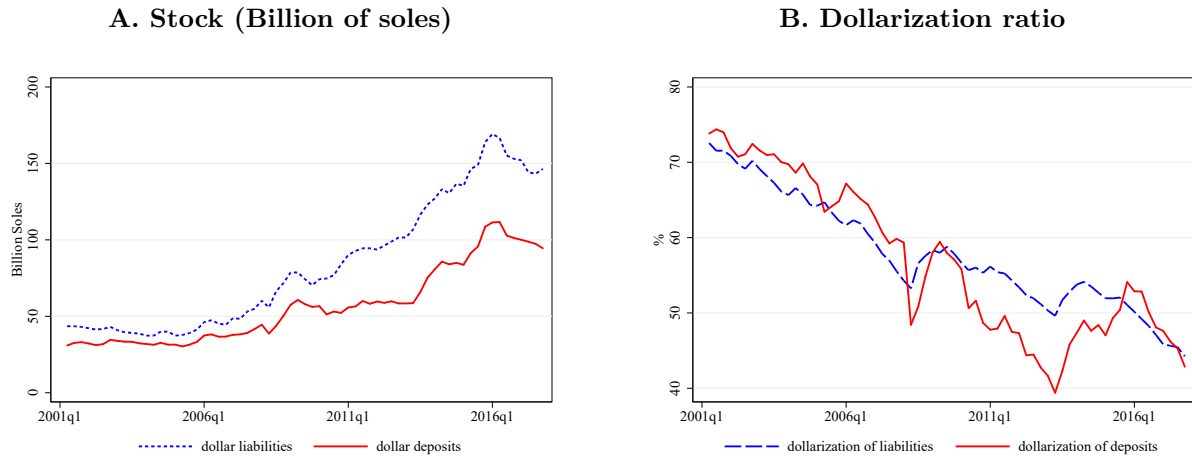 A. Stock (Billion of soles)
200
150
100
50
0
Billion Soles
2001q1 2006q1 2011q1 2016q1
dollar liabilities dollar deposits
B. Dollarization ratio
80
70
60
50
40
%
2001q1 2006q1 2011q1 2016q1
dollarization of liabilities dollarization of deposits